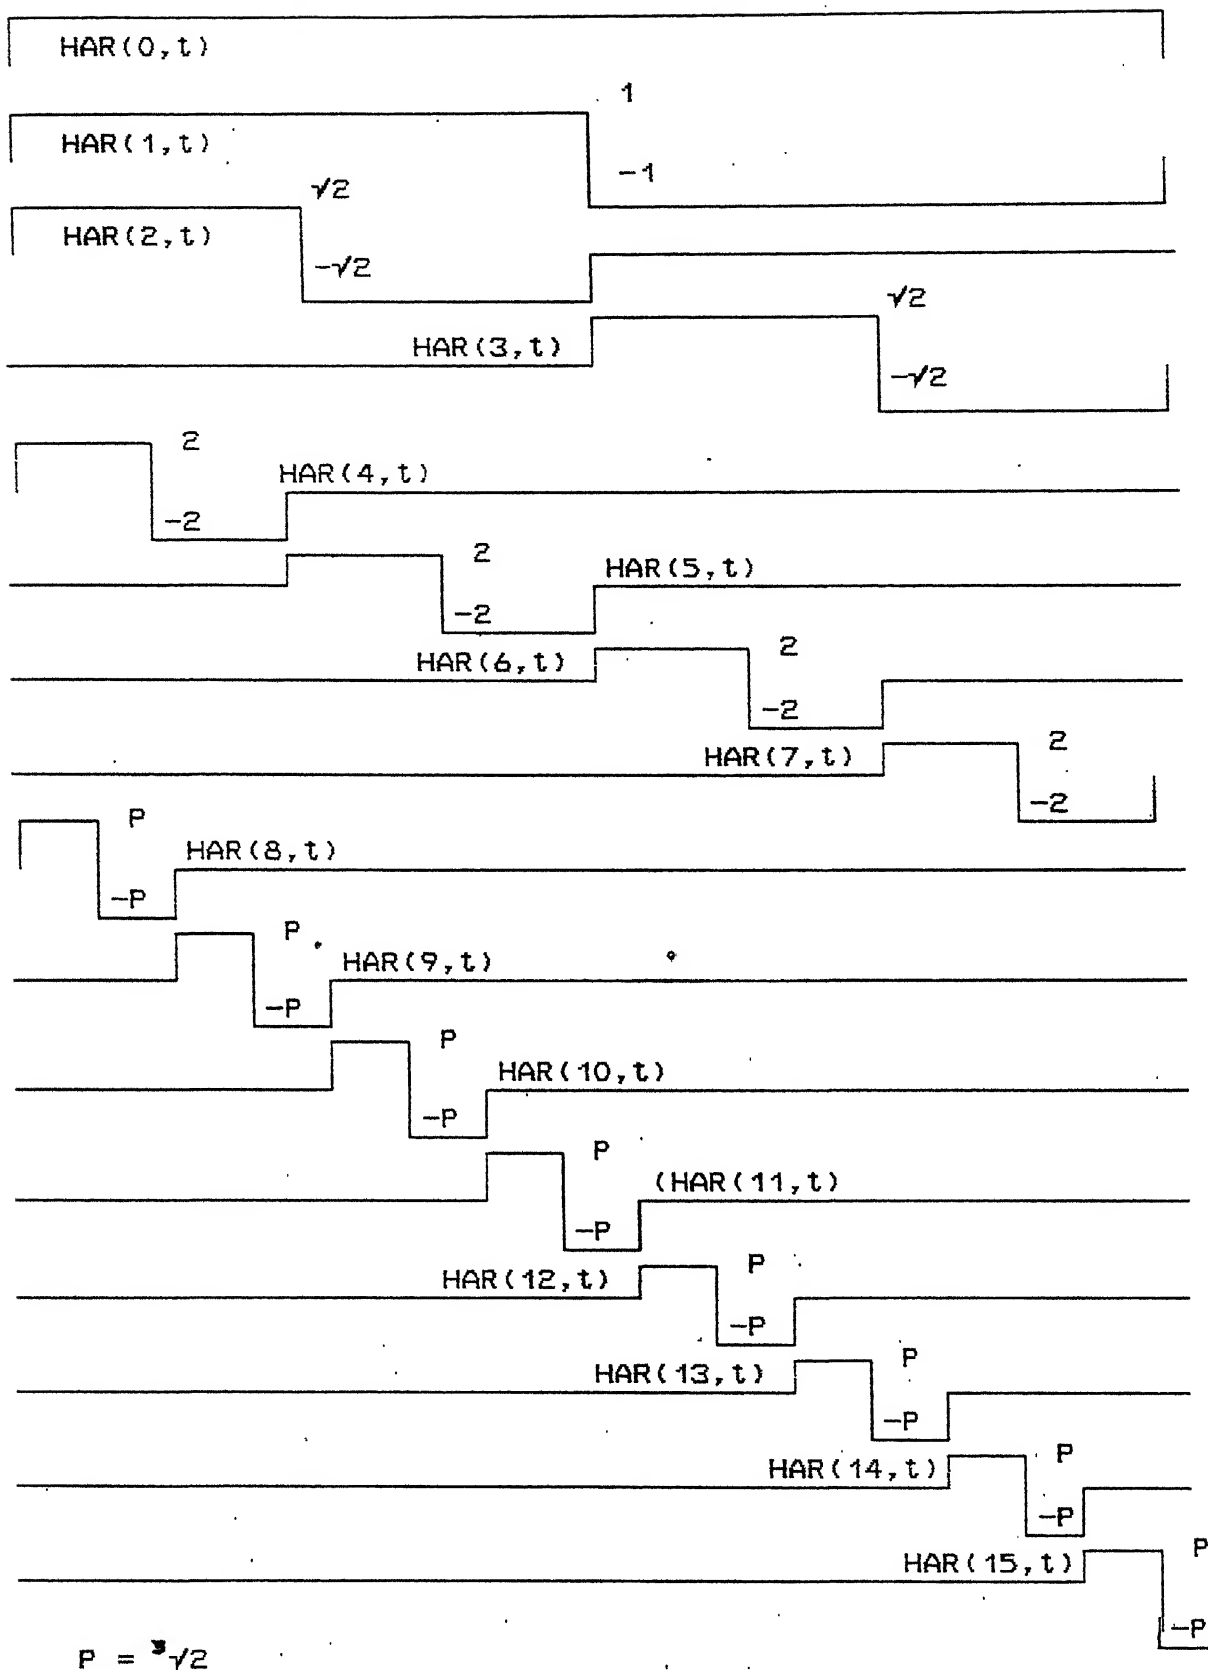 HAR(0,t)
1
HAR(1,t)
-1
√2
HAR(2,t)
-√2
√2
HAR(3,t)
-√2
2
HAR(4,t)
-2
2
HAR(5,t)
-2
2
HAR(6,t)
-2
2
HAR(7,t)
-2
P
HAR(8,t)
-P
P
HAR(9,t)
-P
P
HAR(10,t)
-P
P
(HAR(11,t)
-P
P
HAR(12,t)
-P
P
HAR(13,t)
-P
P
HAR(14,t)
-P
P
HAR(15,t)
-P
P = ³√2